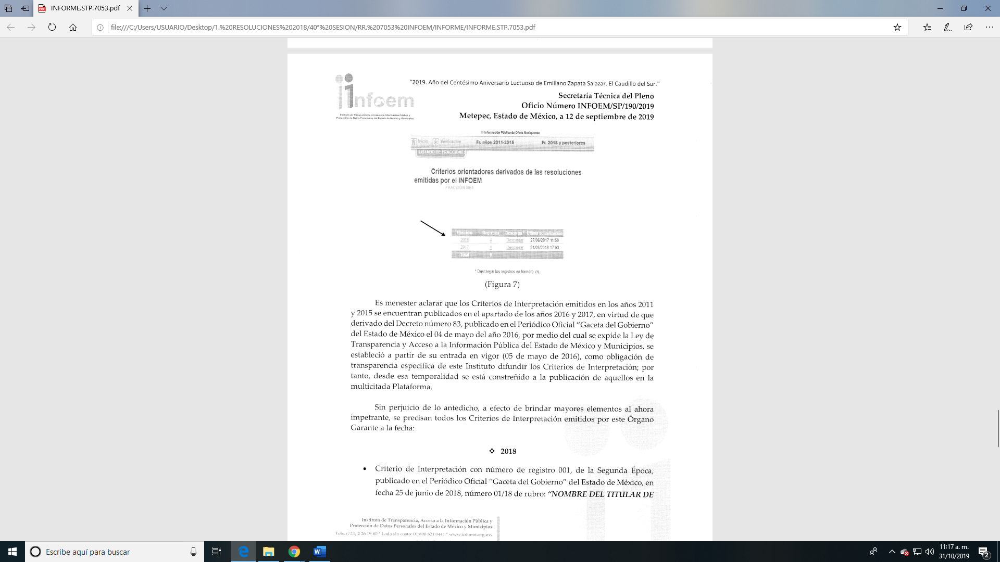 INFORME.STP.7053.pdf
file:///C:/Users/USUARIO/Desktop/1.%20RESOLUCIONES%202018/40°%20SESION/RR.%207053%20INFOEM/INFORME/INFORME.STP.7053.pdf
infoem
Instituto de Transparencia, Acceso a la Información Pública y
Protección de Datos Personales del Estado de México y Municipios
"2019. Año del Centésimo Aniversario Luctuoso de Emiliano Zapata Salazar. El Caudillo del Sur."
Secretaría Técnica del Pleno
Oficio Número INFOEM/SP/190/2019
Metepec, Estado de México, a 12 de septiembre de 2019
Información Pública de Oficio Mexiquense
Inicio Verificación Fr. años 2011-2015 Fr. 2018 y posteriores
LISTADO DE FRACCIONES
Criterios orientadores derivados de las resoluciones
emitidas por el INFOEM
Ejercicio Registros Descarga * Última actualización
2016 4 Descargar 27/06/2017 11:50
2017 4 Descargar 21/03/2018 17:03
Total 8
* Descargar los registros en formato xls.
(Figura 7)
Es menester aclarar que los Criterios de Interpretación emitidos en los años 2011
y 2015 se encuentran publicados en el apartado de los años 2016 y 2017, en virtud de que
derivado del Decreto número 83, publicado en el Periódico Oficial “Gaceta del Gobierno”
del Estado de México el 04 de mayo del año 2016, por medio del cual se expide la Ley de
Transparencia y Acceso a la Información Pública del Estado de México y Municipios, se
estableció a partir de su entrada en vigor (05 de mayo de 2016), como obligación de
transparencia especifica de este Instituto difundir los Criterios de Interpretación; por
tanto, desde esa temporalidad se está constreñido a la publicación de aquellos en la
multicitada Plataforma.
Sin perjuicio de lo antedicho, a efecto de brindar mayores elementos al ahora
impetrante, se precisan todos los Criterios de Interpretación emitidos por este Órgano
Garante a la fecha:
❖ 2018
• Criterio de Interpretación con número de registro 001, de la Segunda Época,
publicado en el Periódico Oficial “Gaceta del Gobierno” del Estado de México, en
fecha 25 de junio de 2018, número 01/18 de rubro: “NOMBRE DEL TITULAR DE
Instituto de Transparencia, Acceso a la Información Pública y
Protección de Datos Personales del Estado de México y Municipios
Tels. (722) 2 26 19 80 * Lada sin costo: 01 800 821 0441 * www.infoem.org.mx
Escribe aquí para buscar
11:17 a. m.
31/10/2019
2